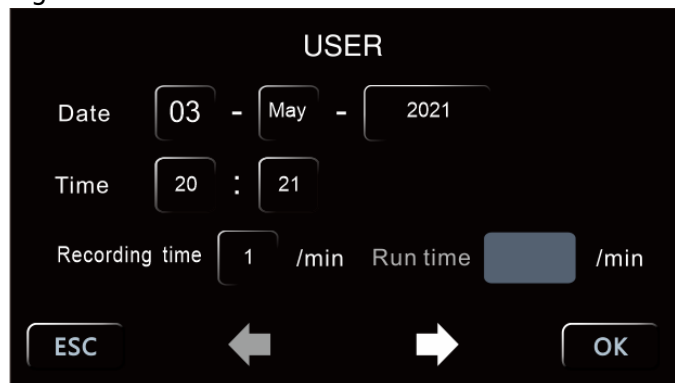 USER
Date 03 - May - 2021
Time 20 : 21
Recording time 1 /min Run time /min
ESC OK